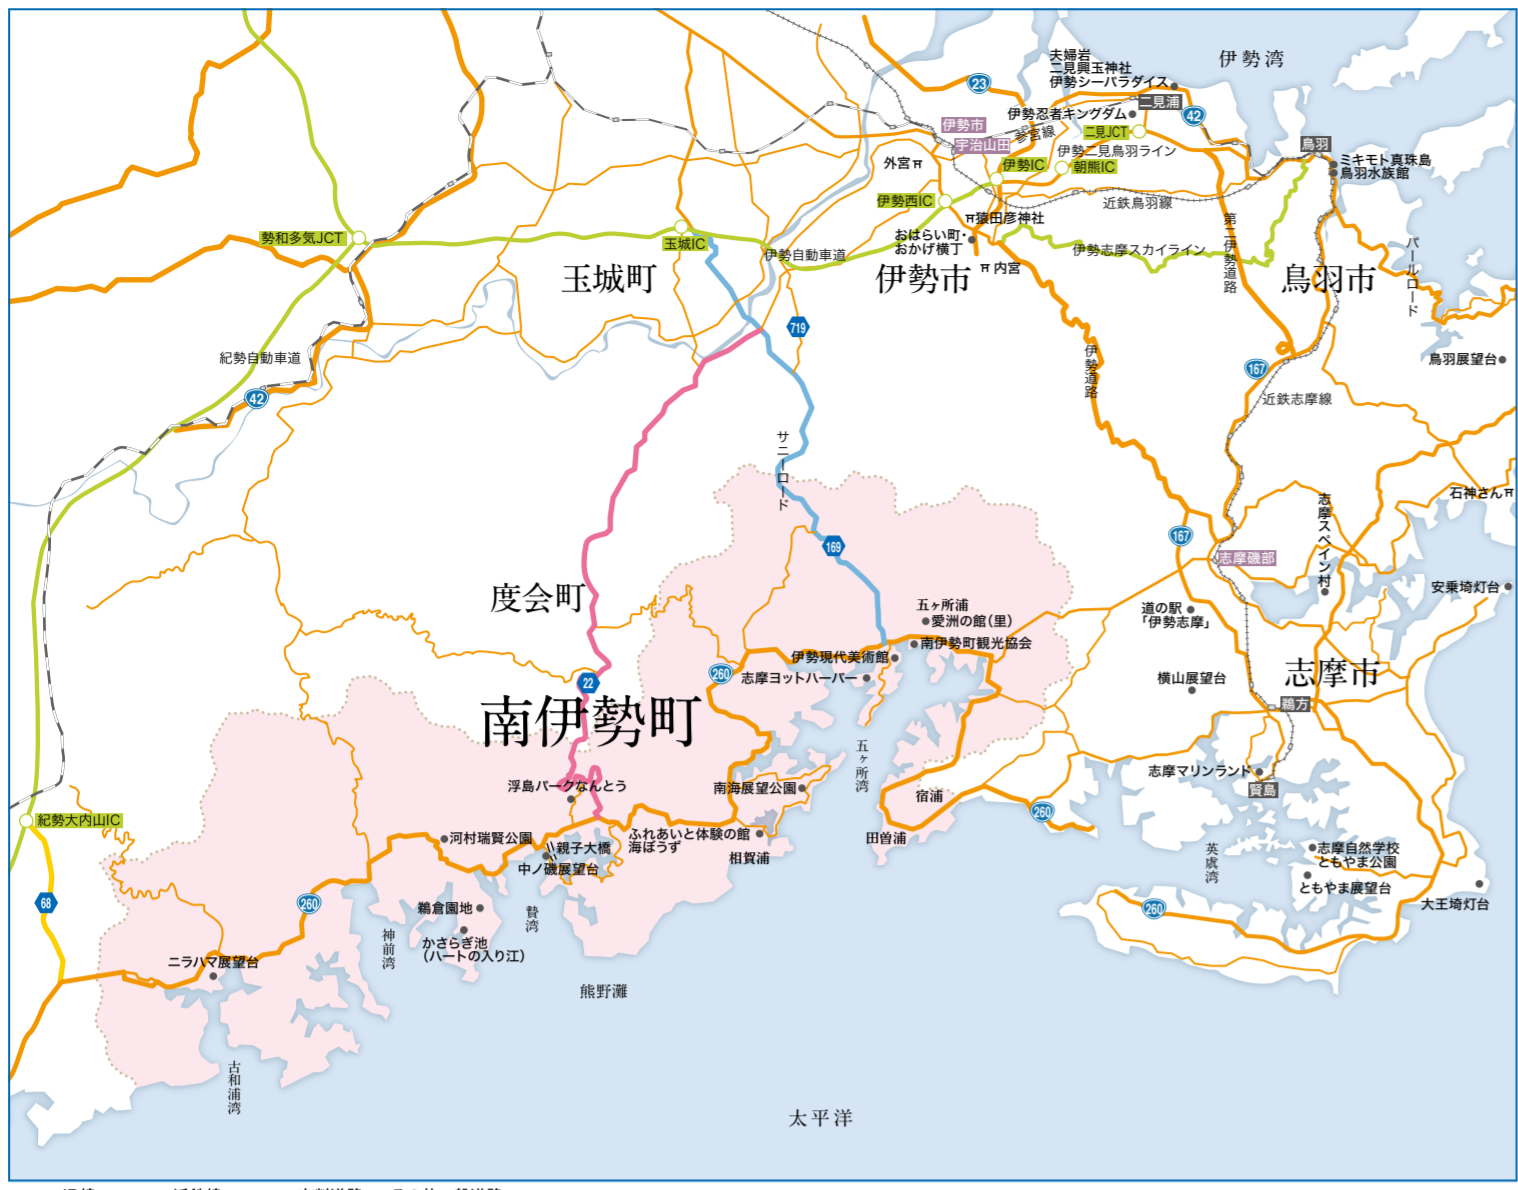 伊勢湾
夫婦岩
二見興玉神社
伊勢シーパラダイス
二見浦
23
42
伊勢忍者キングダム
伊勢市
参宮線
二見JCT
宇治山田
伊勢二見鳥羽ライン
鳥羽
ミキモト真珠島
鳥羽水族館
外宮
伊勢IC
朝熊IC
伊勢西IC
近鉄鳥羽線
猿田彦神社
第二伊勢道路
おはらい町・
おかげ横丁
伊勢志摩スカイライン
パールロード
勢和多気JCT
玉城IC
伊勢自動車道
内宮
玉城町
伊勢市
鳥羽市
719
紀勢自動車道
伊勢道路
鳥羽展望台
167
42
近鉄志摩線
サニーロード
石神さん
志摩スペイン村
167
169
志摩磯部
安乗埼灯台
度会町
五ヶ所浦
愛洲の館(里)
道の駅
「伊勢志摩」
南伊勢町観光協会
伊勢現代美術館
260
志摩ヨットハーバー
22
横山展望台
志摩市
鵜方
南伊勢町
五ヶ所湾
志摩マリンランド
賢島
浮島パークなんとう
南海展望公園
宿浦
260
紀勢大内山IC
河村瑞賢公園
ふれあいと体験の館
海ぼうず
田曽浦
親子大橋
相賀浦
中ノ磯展望台
英虞湾
志摩自然学校
ともやま公園
ともやま展望台
68
260
鵜倉園地
贄湾
260
大王埼灯台
神前湾
かさらぎ池
(ハートの入り江)
ニラハマ展望台
熊野灘
古和浦湾
太平洋